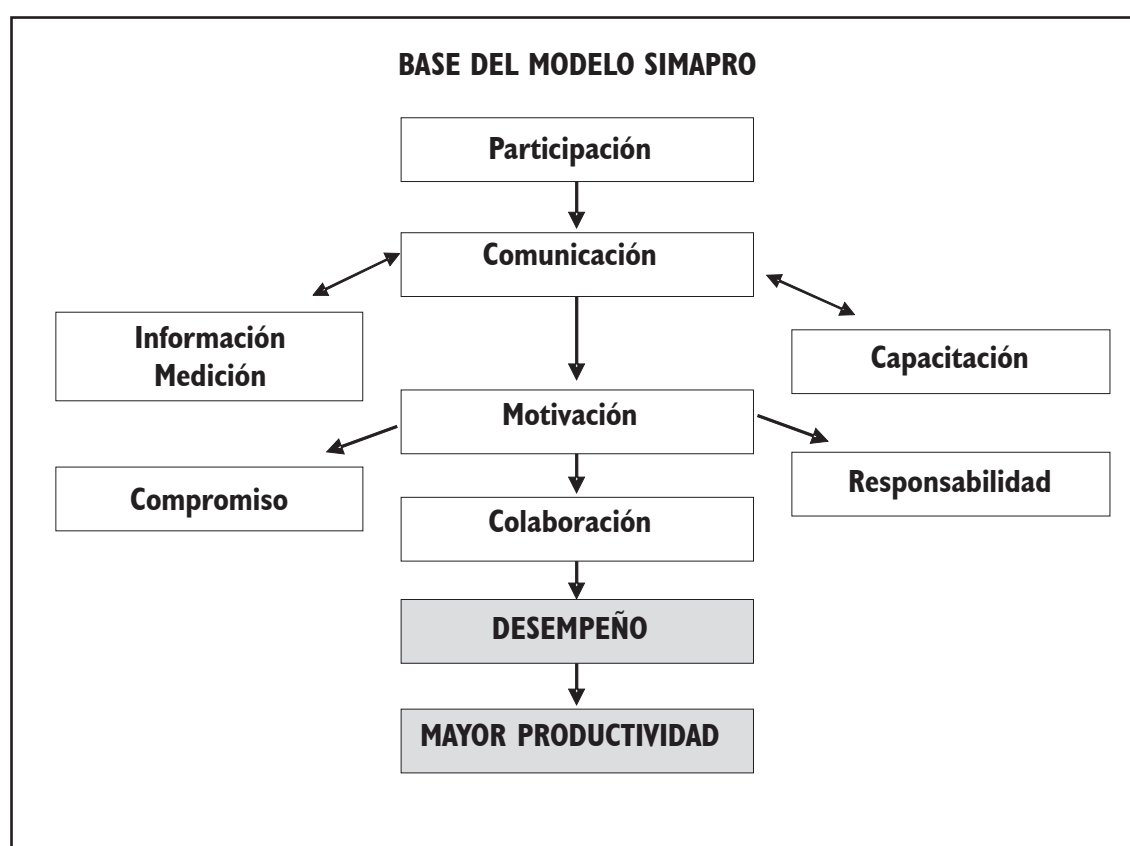 BASE DEL MODELO SIMAPRO
Participación
Comunicación
Información
Medición
Capacitación
Motivación
Compromiso
Responsabilidad
Colaboración
DESEMPEÑO
MAYOR PRODUCTIVIDAD